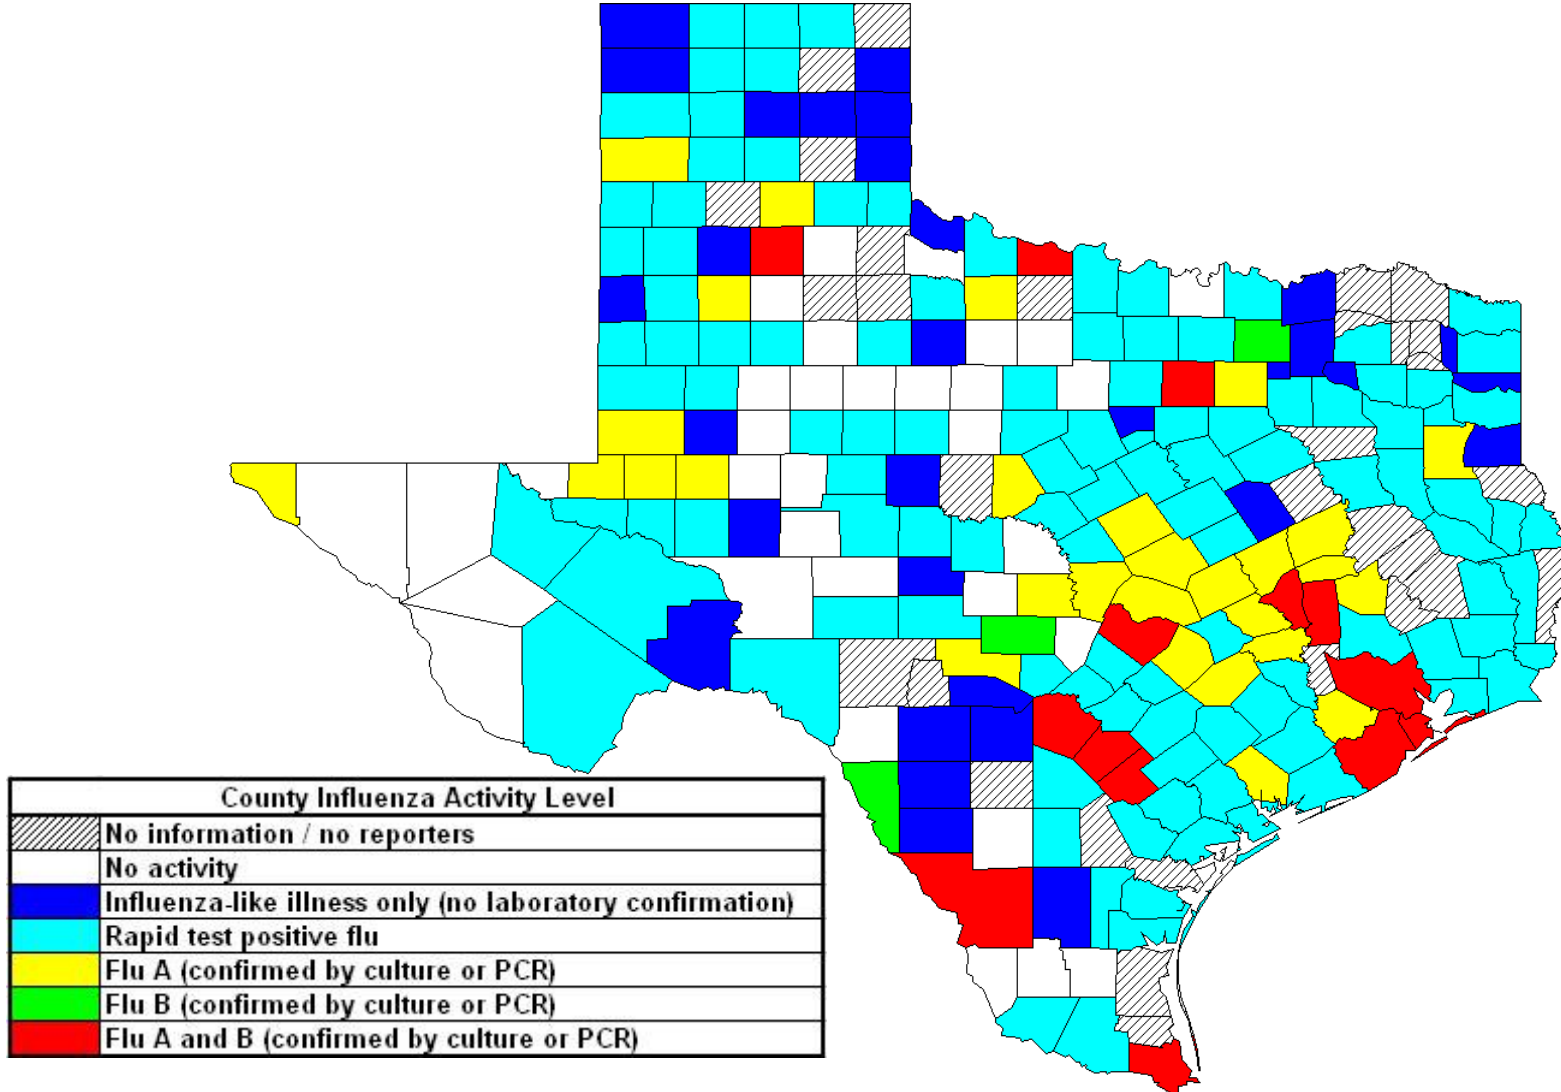 County Influenza Activity Level
No information / no reporters
No activity
Influenza-like illness only (no laboratory confirmation)
Rapid test positive flu
Flu A (confirmed by culture or PCR)
Flu B (confirmed by culture or PCR)
Flu A and B (confirmed by culture or PCR)